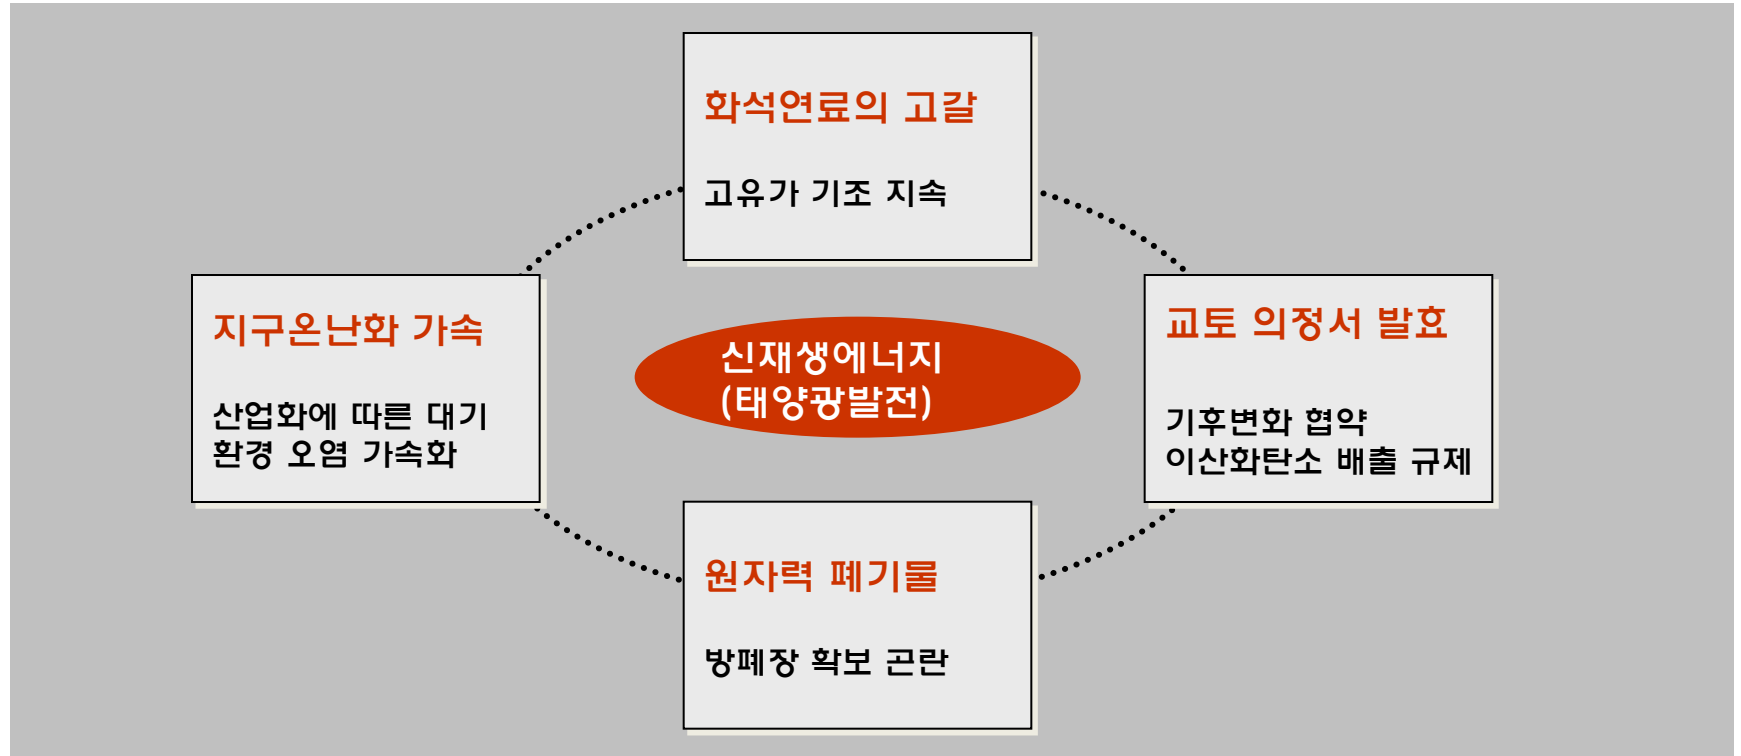 화석연료의 고갈
고유가 기조 지속
지구온난화 가속
산업화에 따른 대기
환경 오염 가속화
신재생에너지
(태양광발전)
교토 의정서 발효
기후변화 협약
이산화탄소 배출 규제
원자력 폐기물
방폐장 확보 곤란